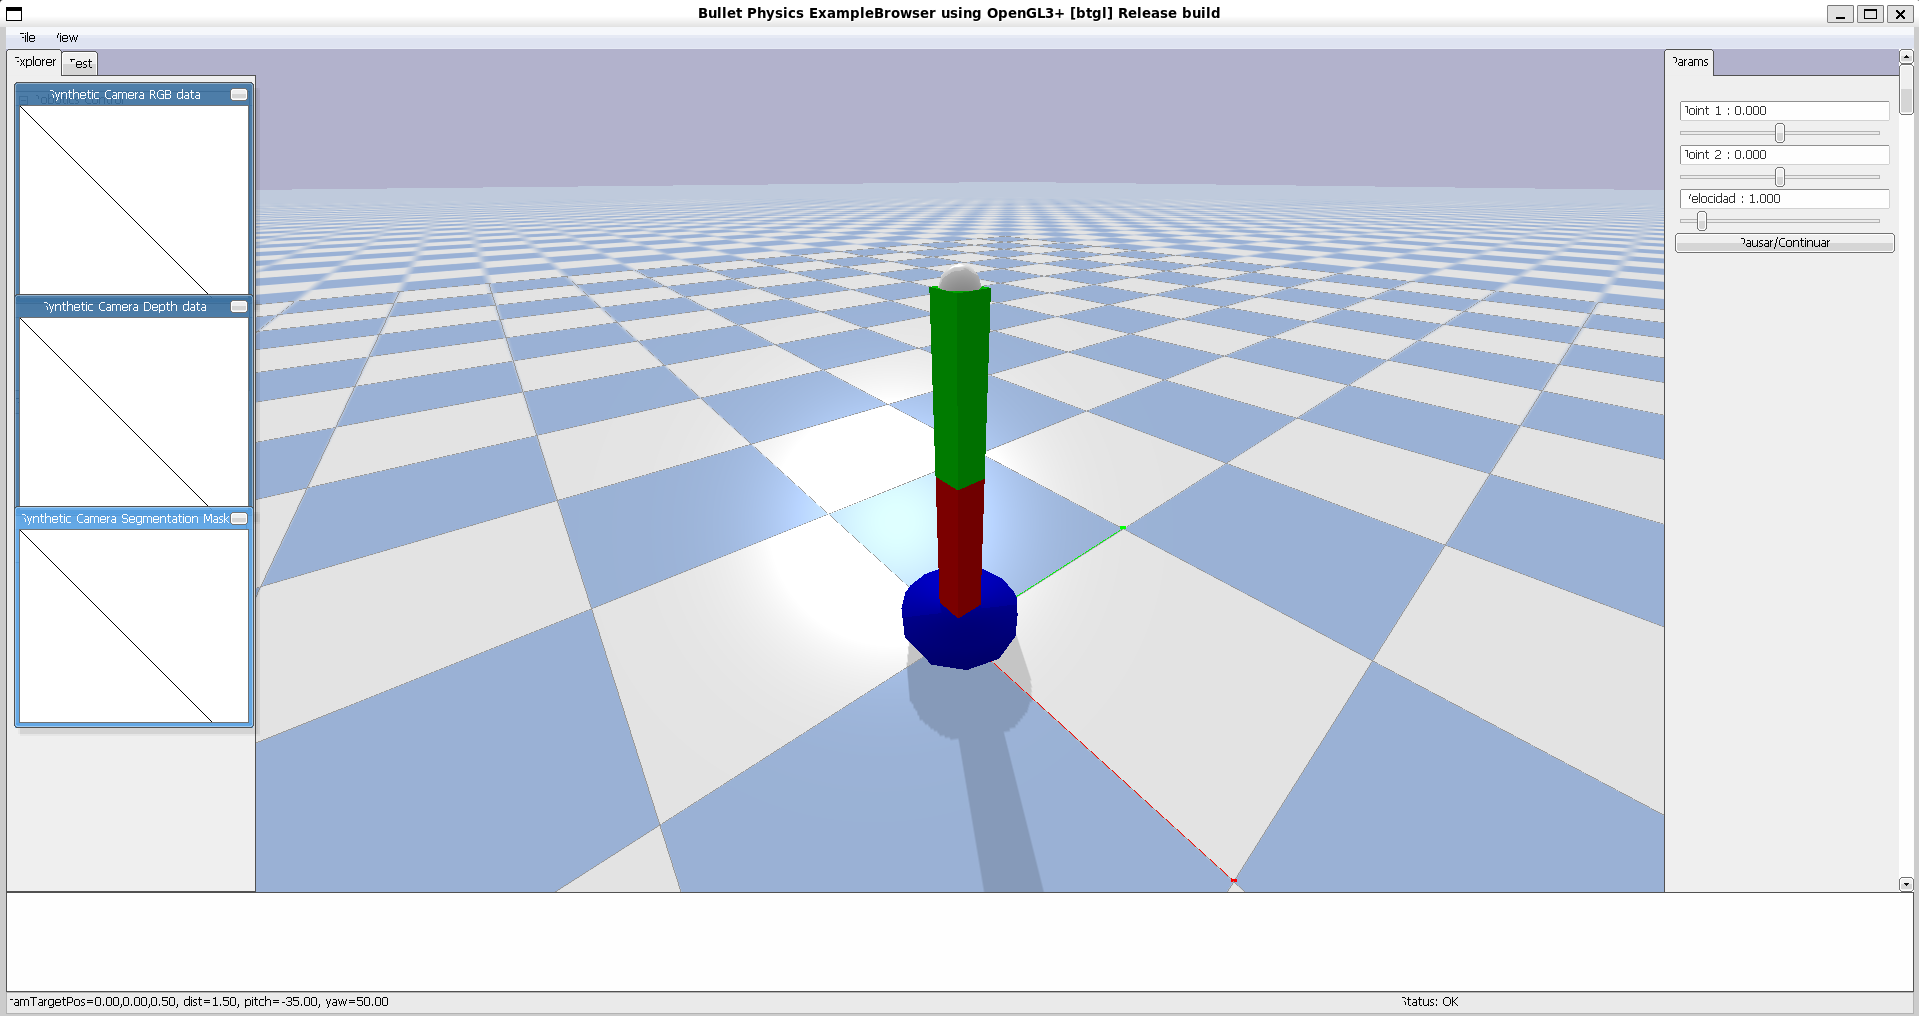 Bullet Physics ExampleBrowser using OpenGL3+ [btgl] Release build
File View
Explorer Test
Synthetic Camera RGB data
Synthetic Camera Depth data
Synthetic Camera Segmentation Mask
Params
Joint 1 : 0.000
Joint 2 : 0.000
Velocidad : 1.000
Pausar/Continuar
camTargetPos=0.00,0.00,0.50, dist=1.50, pitch=-35.00, yaw=50.00
Status: OK